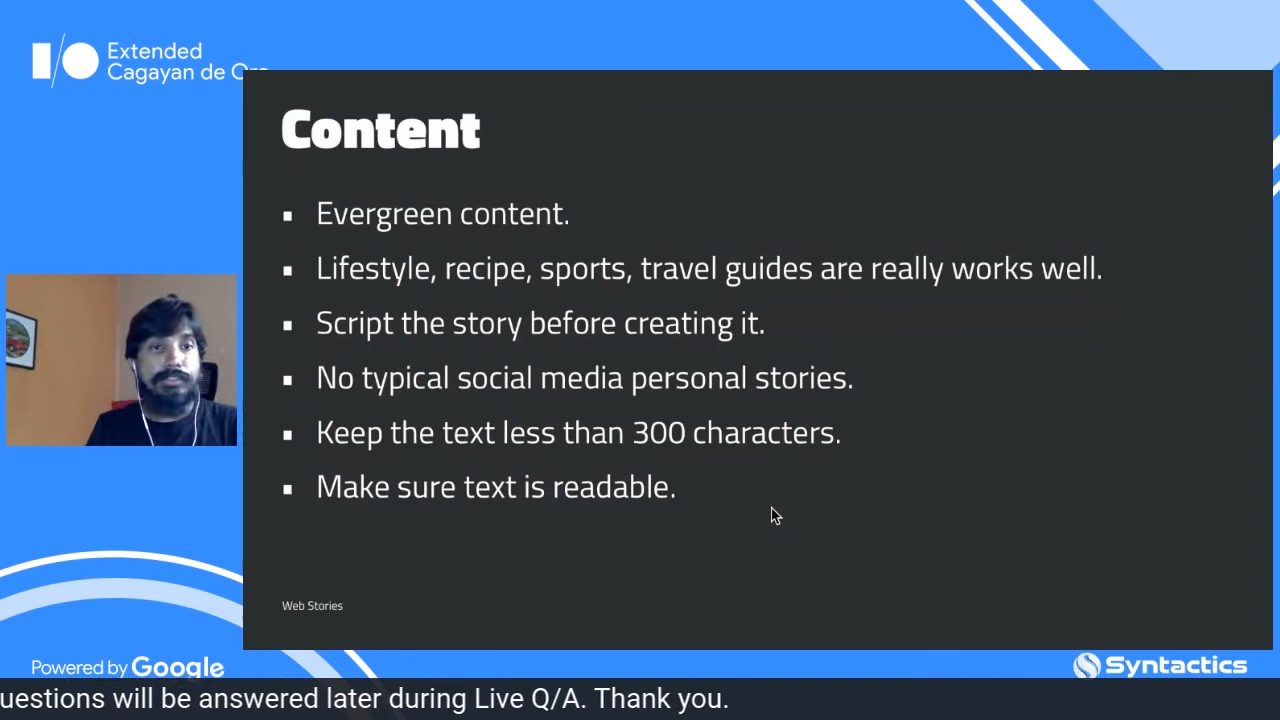 I/O Extended
Cagayan de Oro
Content
▪ Evergreen content.
▪ Lifestyle, recipe, sports, travel guides are really works well.
▪ Script the story before creating it.
▪ No typical social media personal stories.
▪ Keep the text less than 300 characters.
▪ Make sure text is readable.
Web Stories
Powered by Google
Syntactics
uestions will be answered later during Live Q/A. Thank you.